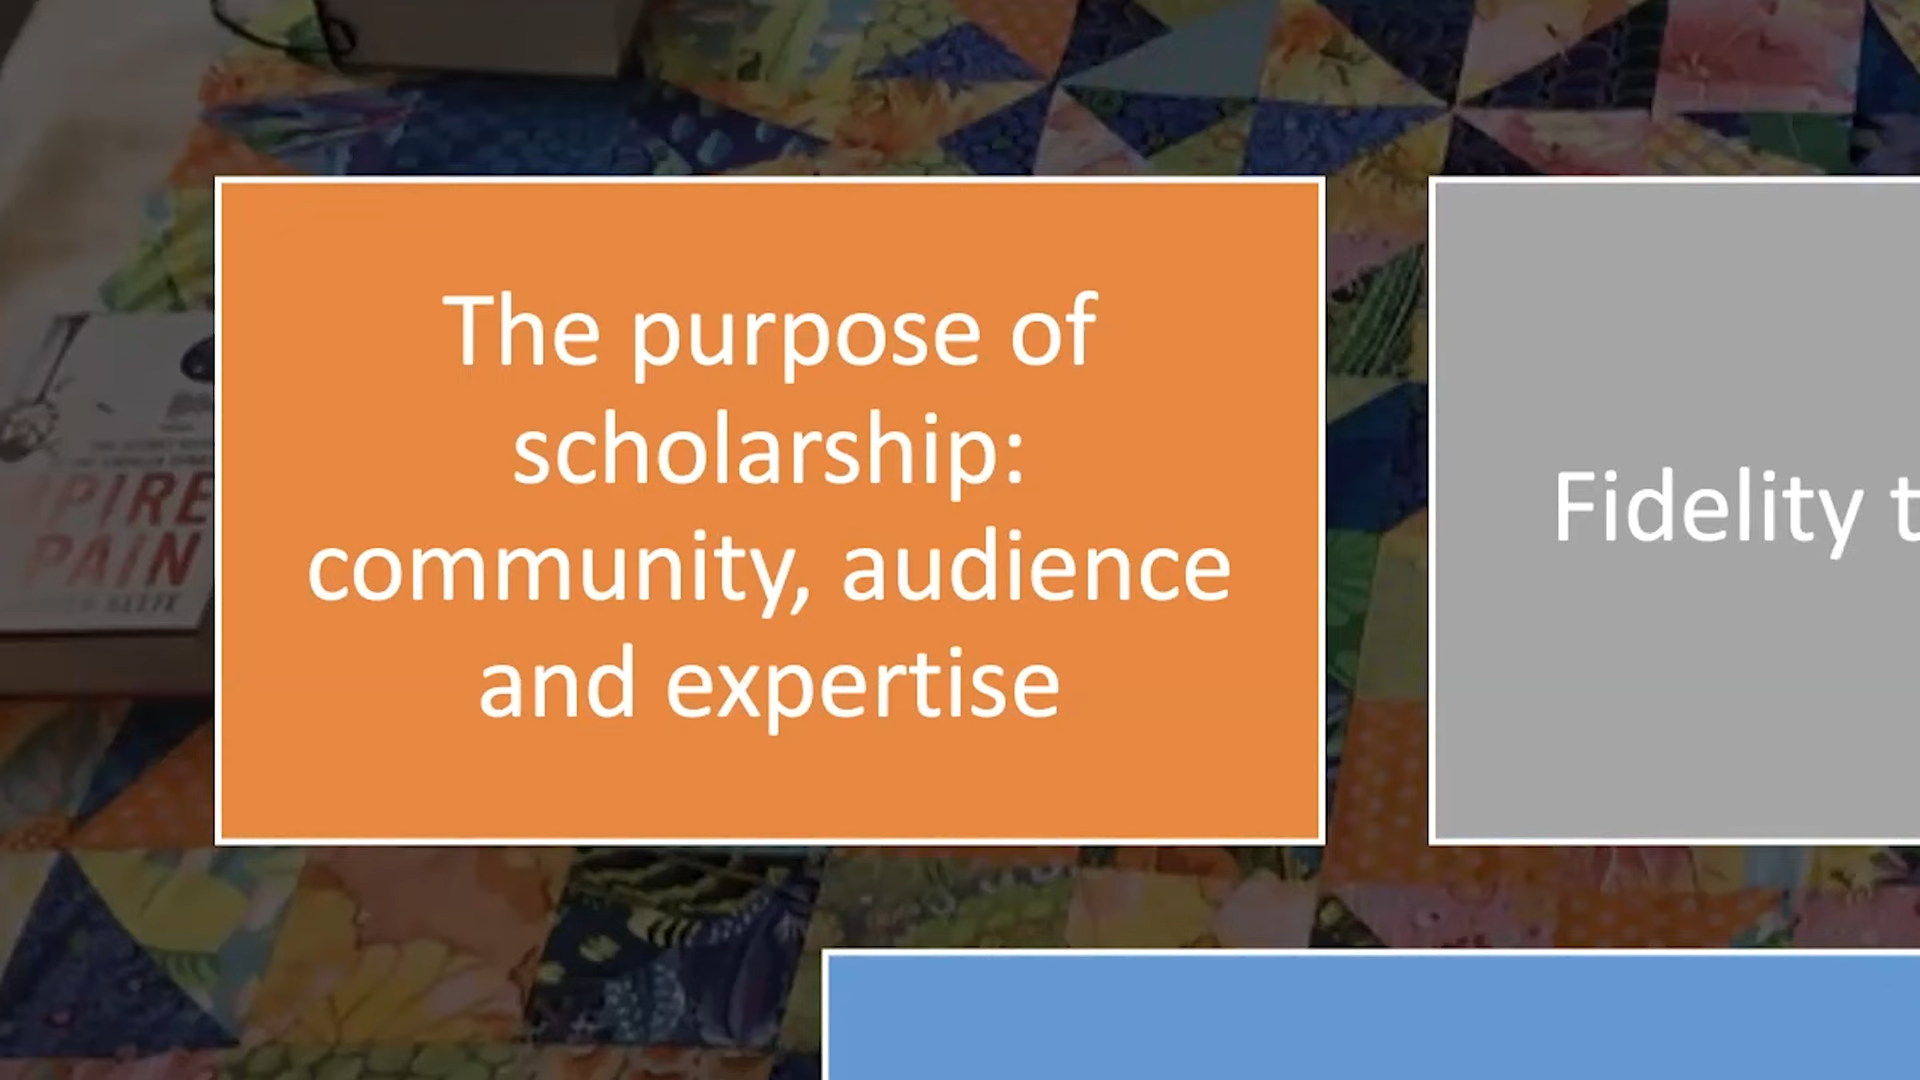 The purpose of
scholarship:
community, audience
and expertise
Fidelity t
PIRE
PAIN